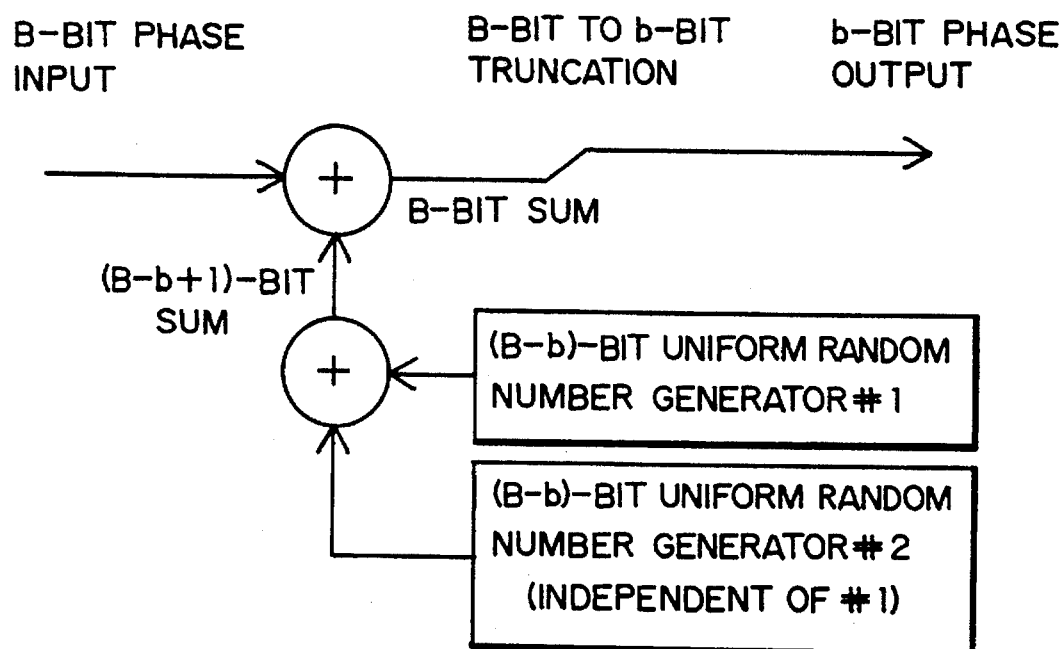 B-BIT PHASE
INPUT
B-BIT TO b-BIT
TRUNCATION
b-BIT PHASE
OUTPUT
+
B-BIT SUM
(B-b+1)-BIT
SUM
+
(B-b)-BIT UNIFORM RANDOM
NUMBER GENERATOR #1
(B-b)-BIT UNIFORM RANDOM
NUMBER GENERATOR #2
(INDEPENDENT OF #1)